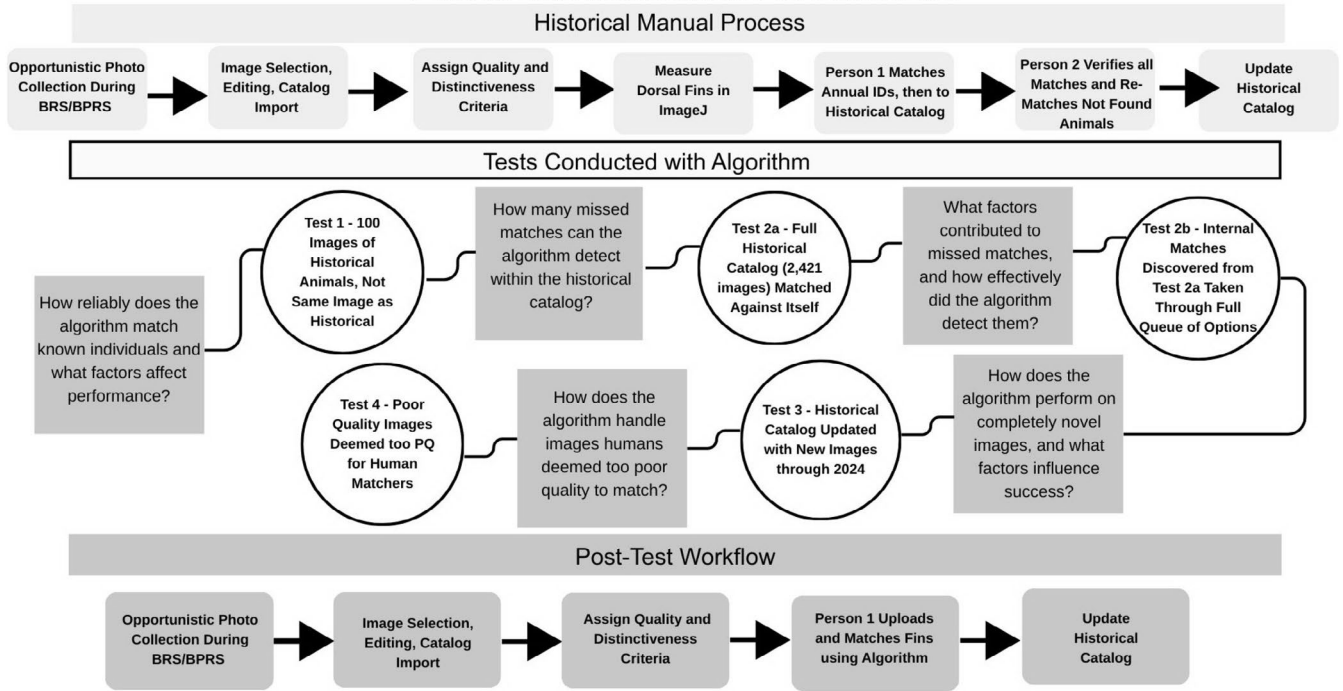 Historical Manual Process
Opportunistic Photo
Collection During
BRS/BPRS
Image Selection,
Editing, Catalog
Import
Assign Quality and
Distinctiveness
Criteria
Measure
Dorsal Fins in
ImageJ
Person 1 Matches
Annual IDs, then to
Historical Catalog
Person 2 Verifies all
Matches and Re-
Matches Not Found
Animals
Update
Historical
Catalog
Tests Conducted with Algorithm
How reliably does the
algorithm match
known individuals and
what factors affect
performance?
Test 1 - 100
Images of
Historical
Animals, Not
Same Image as
Historical
How many missed
matches can the
algorithm detect
within the historical
catalog?
Test 2a - Full
Historical
Catalog (2,421
images) Matched
Against Itself
What factors
contributed to
missed matches,
and how effectively
did the algorithm
detect them?
Test 2b - Internal
Matches
Discovered from
Test 2a Taken
Through Full
Queue of Options
How does the
algorithm perform on
completely novel
images, and what
factors influence
success?
Test 3 - Historical
Catalog Updated
with New Images
through 2024
How does the
algorithm handle
images humans
deemed too poor
quality to match?
Test 4 - Poor
Quality Images
Deemed too PQ
for Human
Matchers
Post-Test Workflow
Opportunistic Photo
Collection During
BRS/BPRS
Image Selection,
Editing, Catalog
Import
Assign Quality and
Distinctiveness
Criteria
Person 1 Uploads
and Matches Fins
using Algorithm
Update
Historical
Catalog